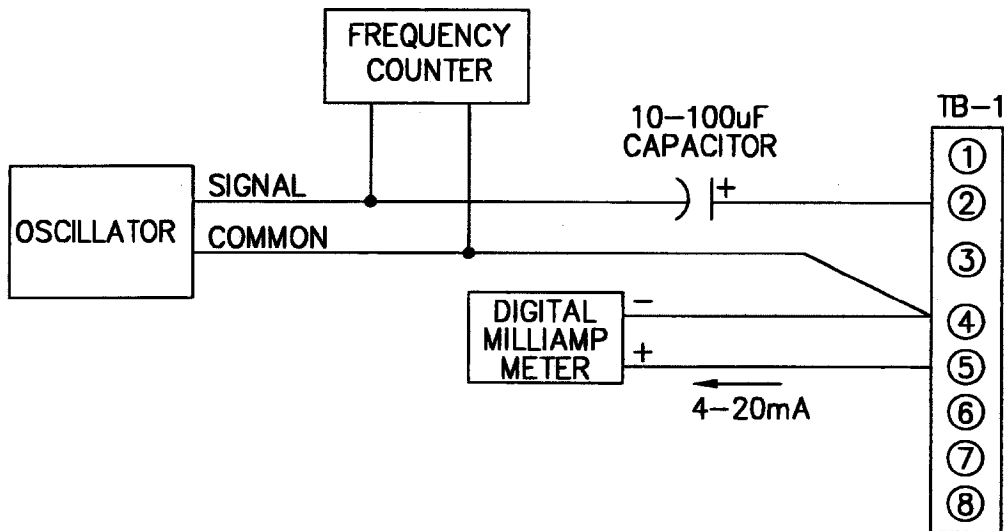 FREQUENCY
COUNTER
TB-1
10-100uF
CAPACITOR
1
SIGNAL
+
2
OSCILLATOR
COMMON
3
DIGITAL
MILLIAMP
METER
-
4
+
5
4-20mA
6
7
8